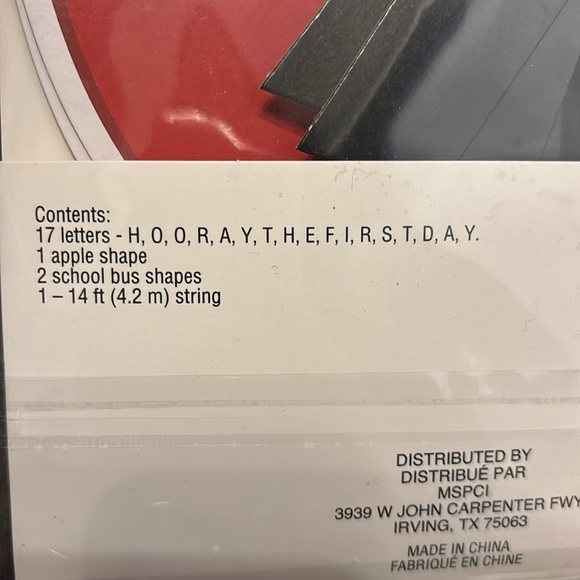 Contents:
17 letters - H, O, O, R, A, Y, T, H, E, F, I, R, S, T, D, A, Y.
1 apple shape
2 school bus shapes
1 – 14 ft (4.2 m) string
DISTRIBUTED BY
DISTRIBUÉ PAR
MSPCI
3939 W JOHN CARPENTER FWY
IRVING, TX 75063
MADE IN CHINA
FABRIQUÉ EN CHINE